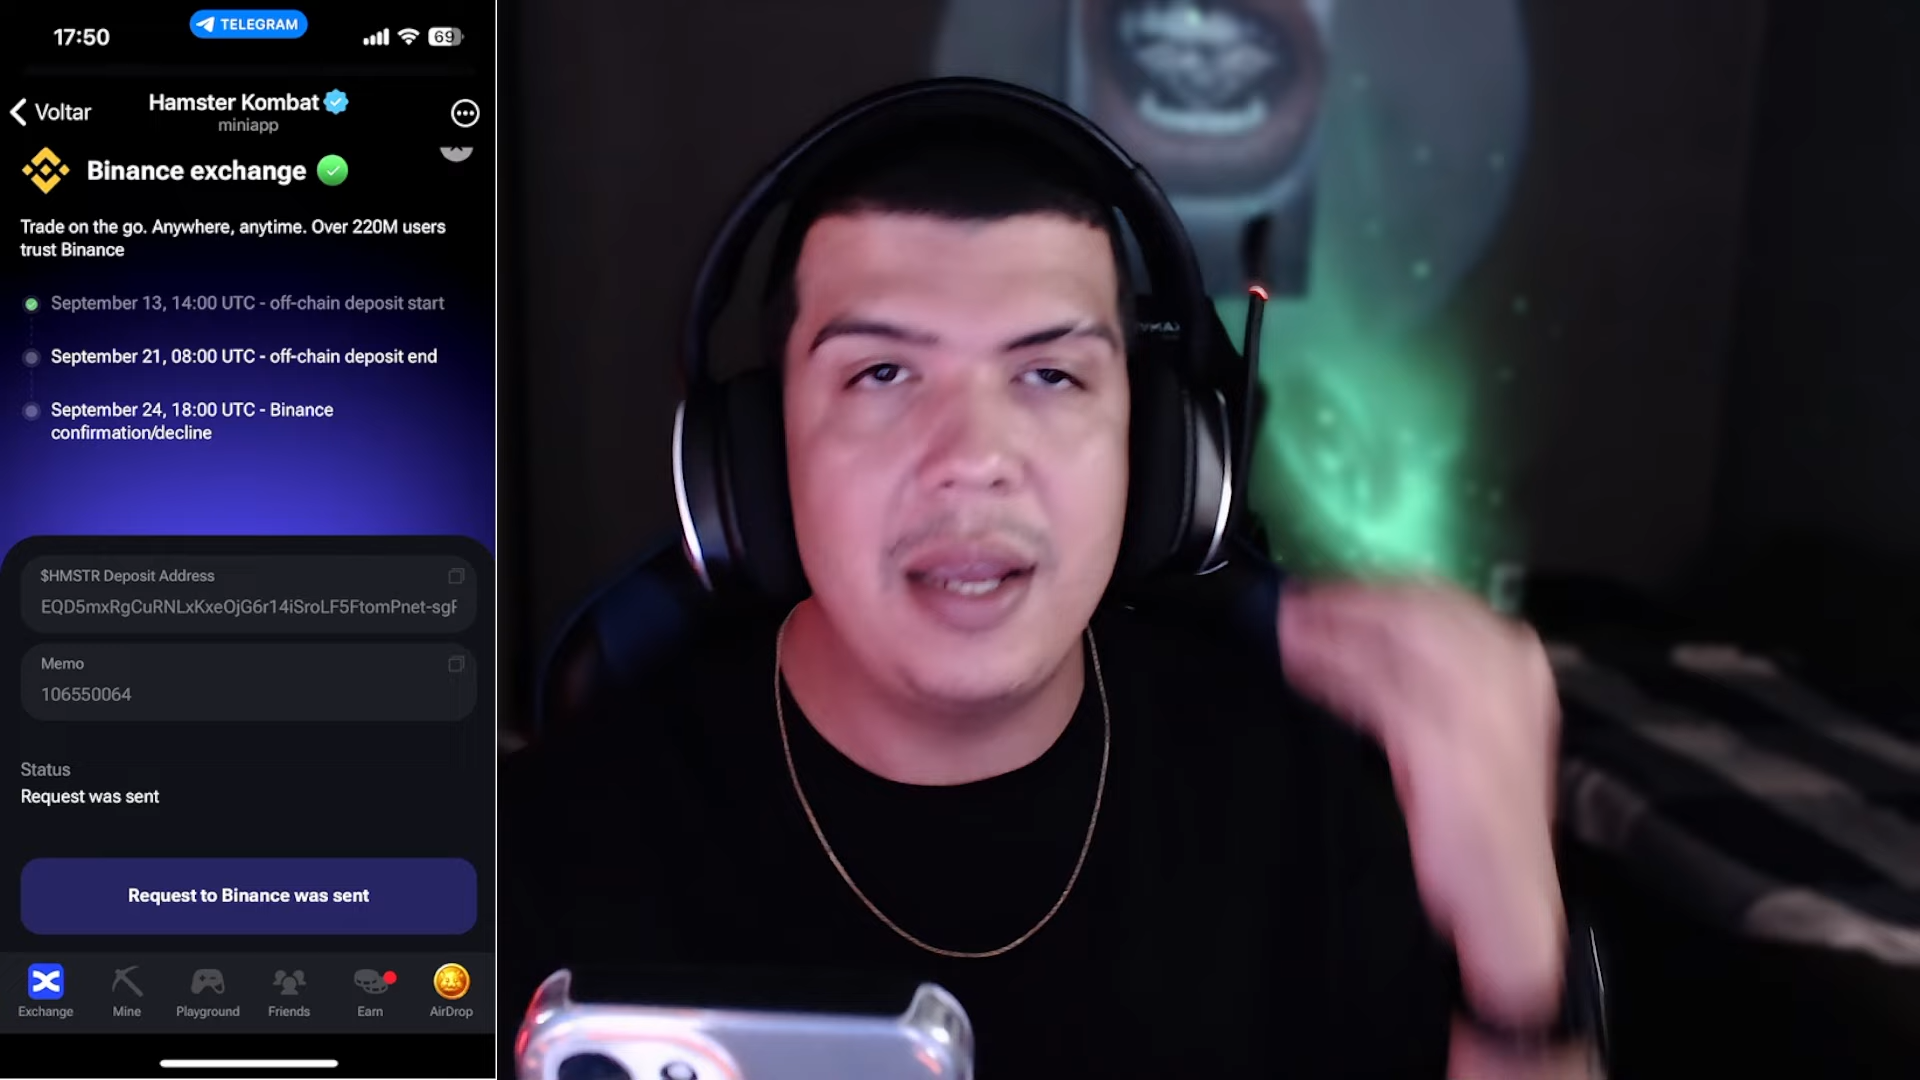 17:50
TELEGRAM
69
Voltar
Hamster Kombat
miniapp
Binance exchange
Trade on the go. Anywhere, anytime. Over 220M users
trust Binance
September 13, 14:00 UTC - off-chain deposit start
September 21, 08:00 UTC - off-chain deposit end
September 24, 18:00 UTC - Binance
confirmation/decline
$HMSTR Deposit Address
EQD5mxRgCuRNLxKxeOjG6r14iSroLF5FtomPnet-sgF
Memo
106550064
Status
Request was sent
Request to Binance was sent
Exchange
Mine
Playground
Friends
Earn
AirDrop